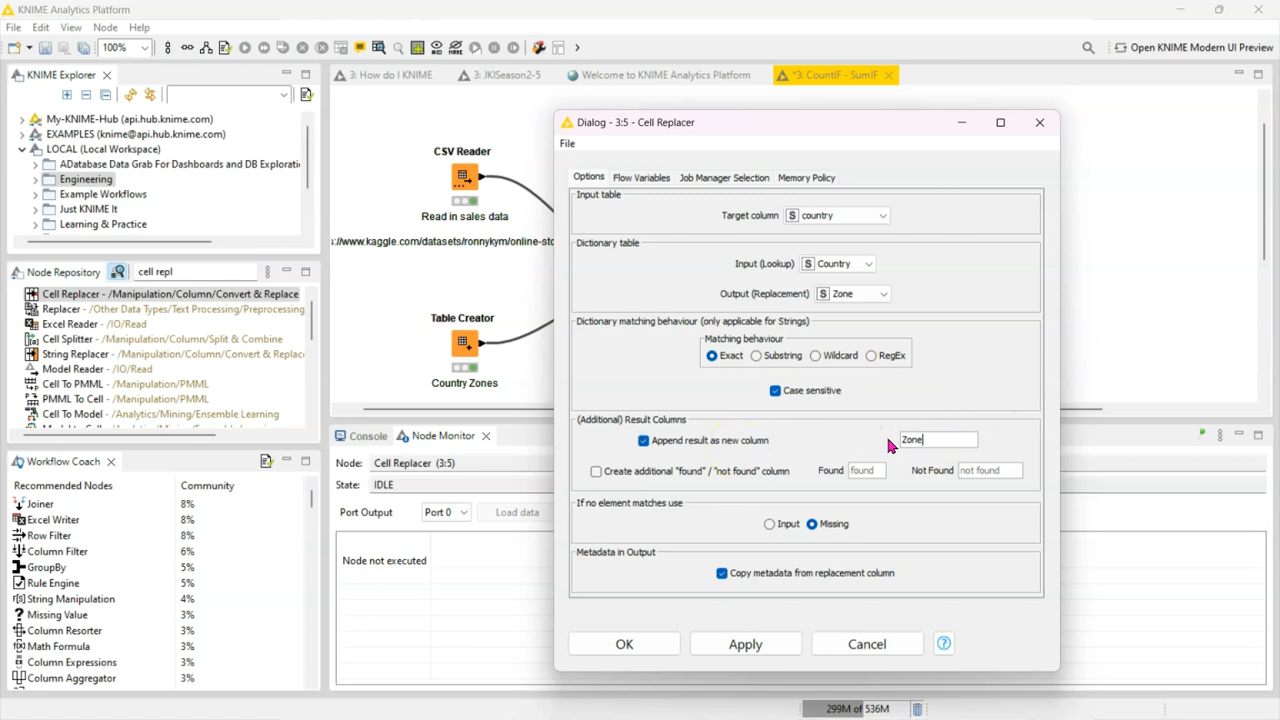 KNIME Analytics Platform
File Edit View Node Help
100%
Open KNIME Modern UI Preview
KNIME Explorer
My-KNIME-Hub (api.hub.knime.com)
EXAMPLES (knime@api.hub.knime.com)
LOCAL (Local Workspace)
ADatabase Data Grab For Dashboards and DB Explorati
Engineering
Example Workflows
Just KNIME It
Learning & Practice
Node Repository
cell repl
Cell Replacer - /Manipulation/Column/Convert & Replace
Replacer - /Other Data Types/Text Processing/Preprocessing
Excel Reader - /IO/Read
Cell Splitter - /Manipulation/Column/Split & Combine
String Replacer - /Manipulation/Column/Convert & Replace
Model Reader - /IO/Read
Cell To PMML - /Manipulation/PMML
PMML To Cell - /Manipulation/PMML
Cell To Model - /Analytics/Mining/Ensemble Learning
Workflow Coach
Recommended Nodes Community
Joiner 8%
Excel Writer 8%
Row Filter 8%
Column Filter 6%
GroupBy 5%
Rule Engine 5%
String Manipulation 4%
Missing Value 3%
Column Resorter 3%
Math Formula 3%
Column Expressions 3%
Column Aggregator 3%
3: How do I KNIME
3: JKISeason2-5
Welcome to KNIME Analytics Platform
*3: CountIF - SumIF
CSV Reader
Read in sales data
://www.kaggle.com/datasets/ronnykym/online-sto
Table Creator
Country Zones
Console
Node Monitor
Node: Cell Replacer (3:5)
State: IDLE
Port Output Port 0 Load data
Node not executed
Dialog - 3:5 - Cell Replacer
File
Options Flow Variables Job Manager Selection Memory Policy
Input table
Target column S country
Dictionary table
Input (Lookup) S Country
Output (Replacement) S Zone
Dictionary matching behaviour (only applicable for Strings)
Matching behaviour
Exact Substring Wildcard RegEx
Case sensitive
(Additional) Result Columns
Append result as new column Zone
Create additional "found" / "not found" column Found found Not Found not found
If no element matches use
Input Missing
Metadata in Output
Copy metadata from replacement column
OK Apply Cancel ?
299M of 536M